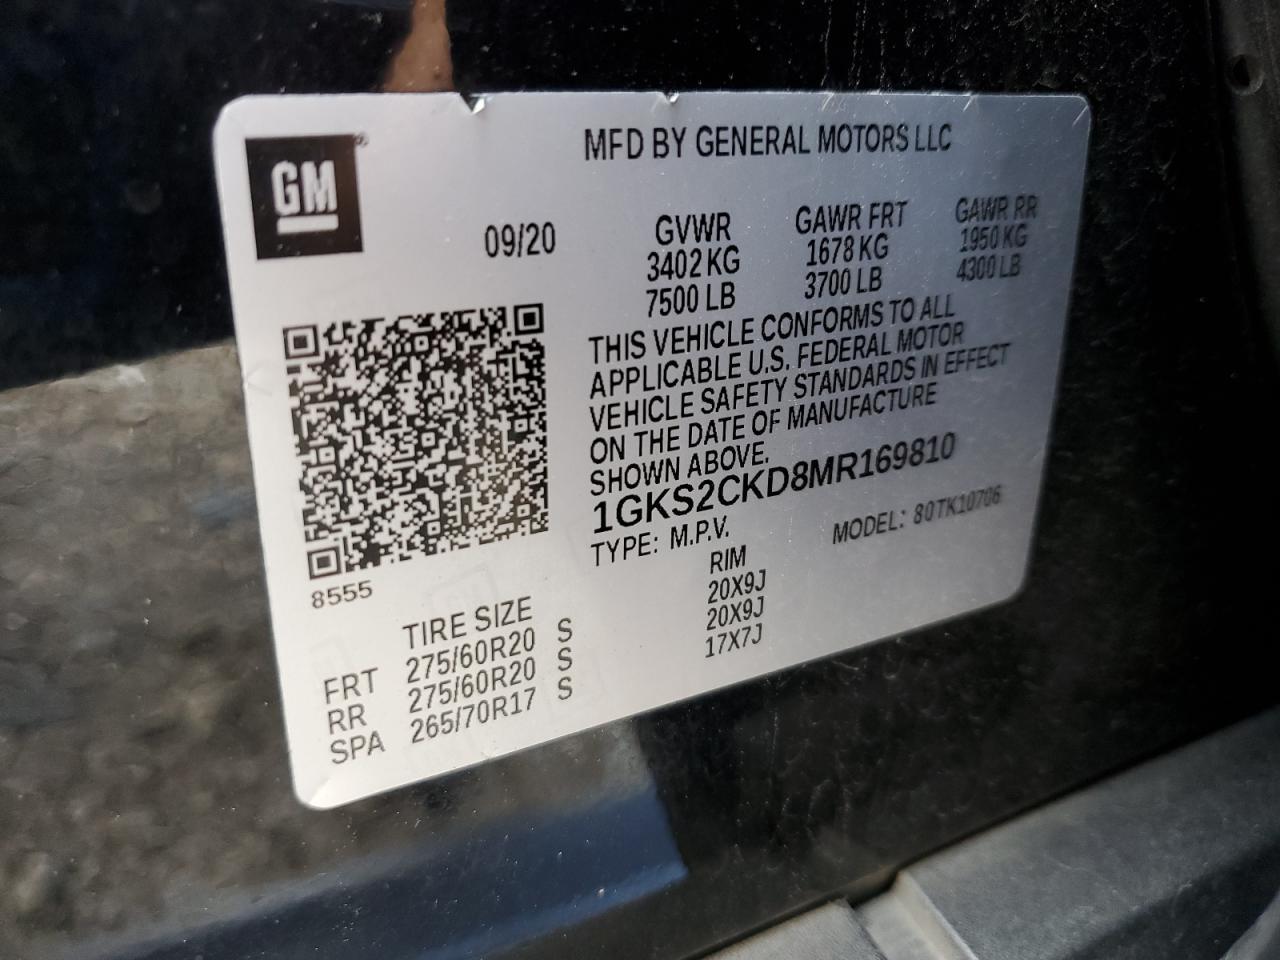 MFD BY GENERAL MOTORS LLC
GM
®
09/20
GVWR GAWR FRT GAWR RR
3402 KG 1678 KG 1950 KG
7500 LB 3700 LB 4300 LB
THIS VEHICLE CONFORMS TO ALL
APPLICABLE U.S. FEDERAL MOTOR
VEHICLE SAFETY STANDARDS IN EFFECT
ON THE DATE OF MANUFACTURE
SHOWN ABOVE.
1GKS2CKD8MR169810
TYPE: M.P.V. MODEL: 80TK10706
8555
TIRE SIZE RIM
FRT 275/60R20 S 20X9J
RR 275/60R20 S 20X9J
SPA 265/70R17 S 17X7J